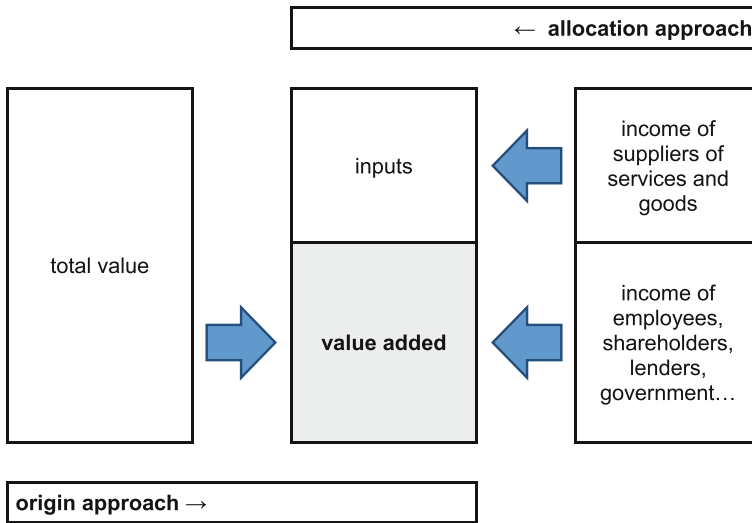 ← allocation approach
total value
inputs
income of
suppliers of
services and
goods
value added
income of
employees,
shareholders,
lenders,
government…
origin approach →